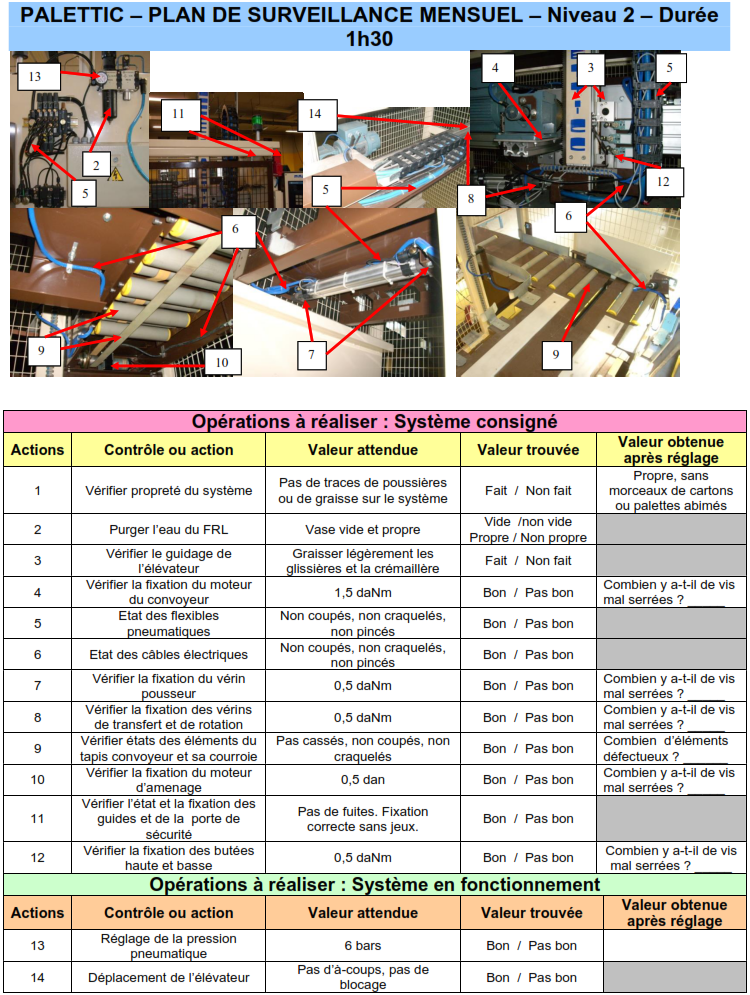 PALETTIC – PLAN DE SURVEILLANCE MENSUEL – Niveau 2 – Durée
1h30
13
11
14
4
3
5
2
5
5
8
12
6
6
9
10
7
9
Opérations à réaliser : Système consigné
Actions
Contrôle ou action
Valeur attendue
Valeur trouvée
Valeur obtenue
après réglage
1
Vérifier propreté du système
Pas de traces de poussières
ou de graisse sur le système
Fait / Non fait
Propre, sans
morceaux de cartons
ou palettes abimés
2
Purger l'eau du FRL
Vase vide et propre
Vide /non vide
Propre / Non propre
3
Vérifier le guidage de
l'élévateur
Graisser légèrement les
glissières et la crémaillère
Fait / Non fait
4
Vérifier la fixation du moteur
du convoyeur
1,5 daNm
Bon / Pas bon
Combien y a-t-il de vis
mal serrées ? _____
5
Etat des flexibles
pneumatiques
Non coupés, non craquelés,
non pincés
Bon / Pas bon
6
Etat des câbles électriques
Non coupés, non craquelés,
non pincés
Bon / Pas bon
7
Vérifier la fixation du vérin
pousseur
0,5 daNm
Bon / Pas bon
Combien y a-t-il de vis
mal serrées ? _____
8
Vérifier la fixation des vérins
de transfert et de rotation
0,5 daNm
Bon / Pas bon
Combien y a-t-il de vis
mal serrées ? _____
9
Vérifier états des éléments du
tapis convoyeur et sa courroie
Pas cassés, non coupés, non
craquelés
Bon / Pas bon
Combien d'éléments
défectueux ? ______
10
Vérifier la fixation du moteur
d'amenage
0,5 dan
Bon / Pas bon
Combien y a-t-il de vis
mal serrées ? _____
11
Vérifier l'état et la fixation des
guides et de la porte de
sécurité
Pas de fuites. Fixation
correcte sans jeux.
Bon / Pas bon
12
Vérifier la fixation des butées
haute et basse
0,5 daNm
Bon / Pas bon
Combien y a-t-il de vis
mal serrées ? _____
Opérations à réaliser : Système en fonctionnement
Actions
Contrôle ou action
Valeur attendue
Valeur trouvée
Valeur obtenue
après réglage
13
Réglage de la pression
pneumatique
6 bars
Bon / Pas bon
14
Déplacement de l'élévateur
Pas d'à-coups, pas de
blocage
Bon / Pas bon